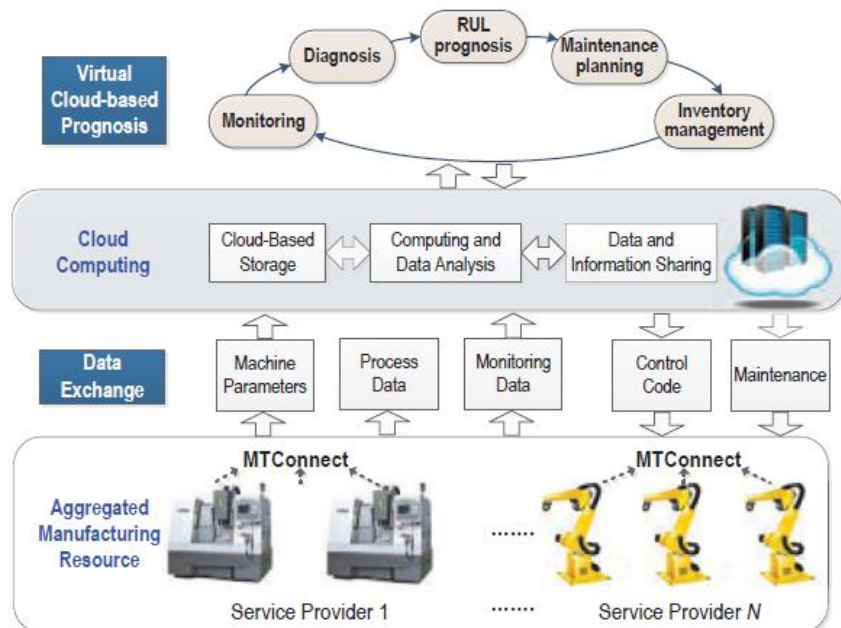 RUL
prognosis
Diagnosis
Maintenance
planning
Virtual
Cloud-based
Prognosis
Monitoring
Inventory
management
Cloud
Computing
Cloud-Based
Storage
Computing and
Data Analysis
Data and
Information Sharing
Data
Exchange
Machine
Parameters
Process
Data
Monitoring
Data
Control
Code
Maintenance
MTConnect
MTConnect
Aggregated
Manufacturing
Resource
.......
Service Provider 1
.......
Service Provider N